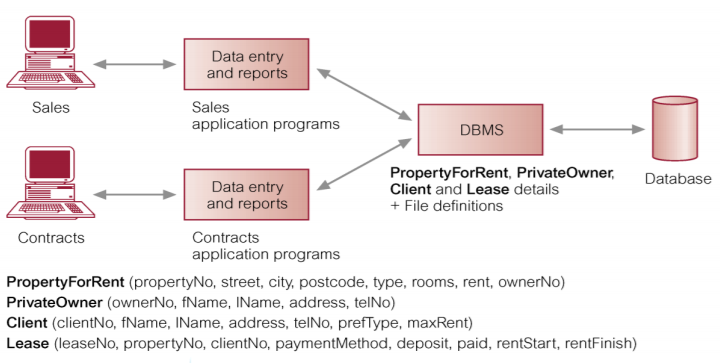 Data entry
and reports
Sales
Sales
application programs
DBMS
PropertyForRent, PrivateOwner,
Client and Lease details
+ File definitions
Database
Data entry
and reports
Contracts
Contracts
application programs
PropertyForRent (propertyNo, street, city, postcode, type, rooms, rent, ownerNo)
PrivateOwner (ownerNo, fName, lName, address, telNo)
Client (clientNo, fName, lName, address, telNo, prefType, maxRent)
Lease (leaseNo, propertyNo, clientNo, paymentMethod, deposit, paid, rentStart, rentFinish)